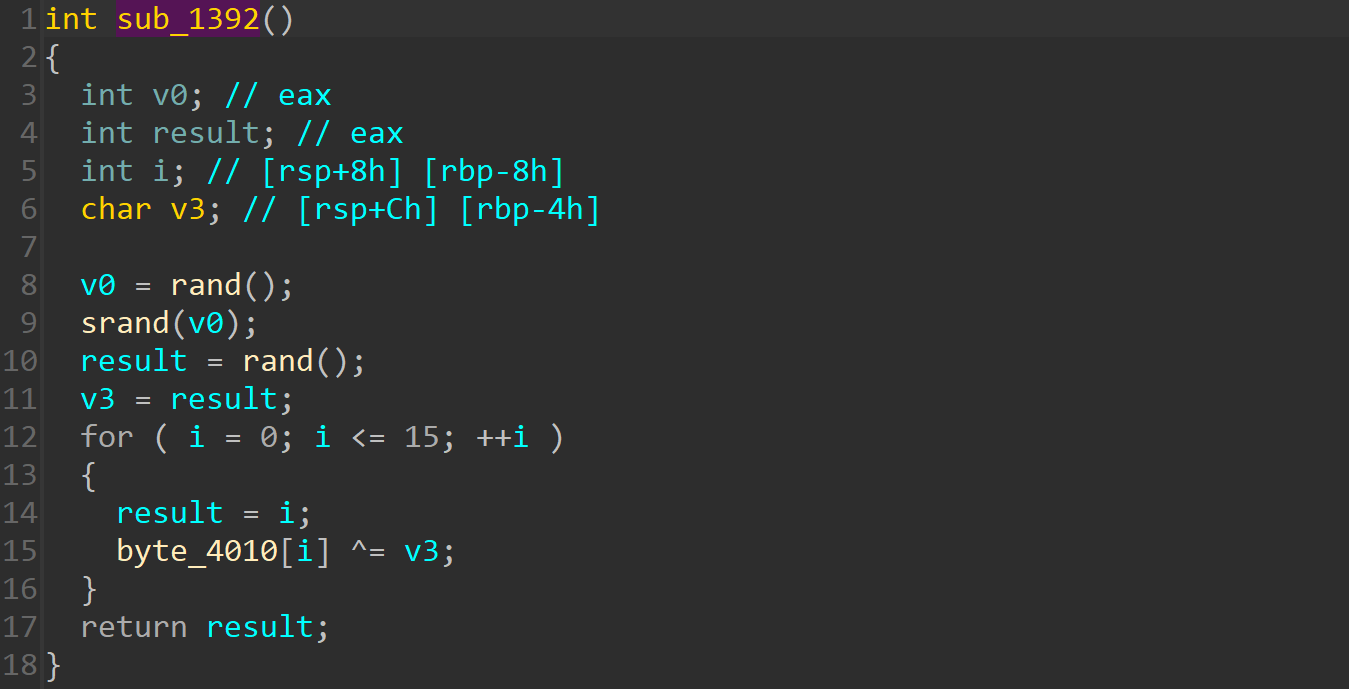 1 int sub_1392()
2 {
3   int v0; // eax
4   int result; // eax
5   int i; // [rsp+8h] [rbp-8h]
6   char v3; // [rsp+Ch] [rbp-4h]
7
8   v0 = rand();
9   srand(v0);
10   result = rand();
11   v3 = result;
12   for ( i = 0; i <= 15; ++i )
13   {
14     result = i;
15     byte_4010[i] ^= v3;
16   }
17   return result;
18 }